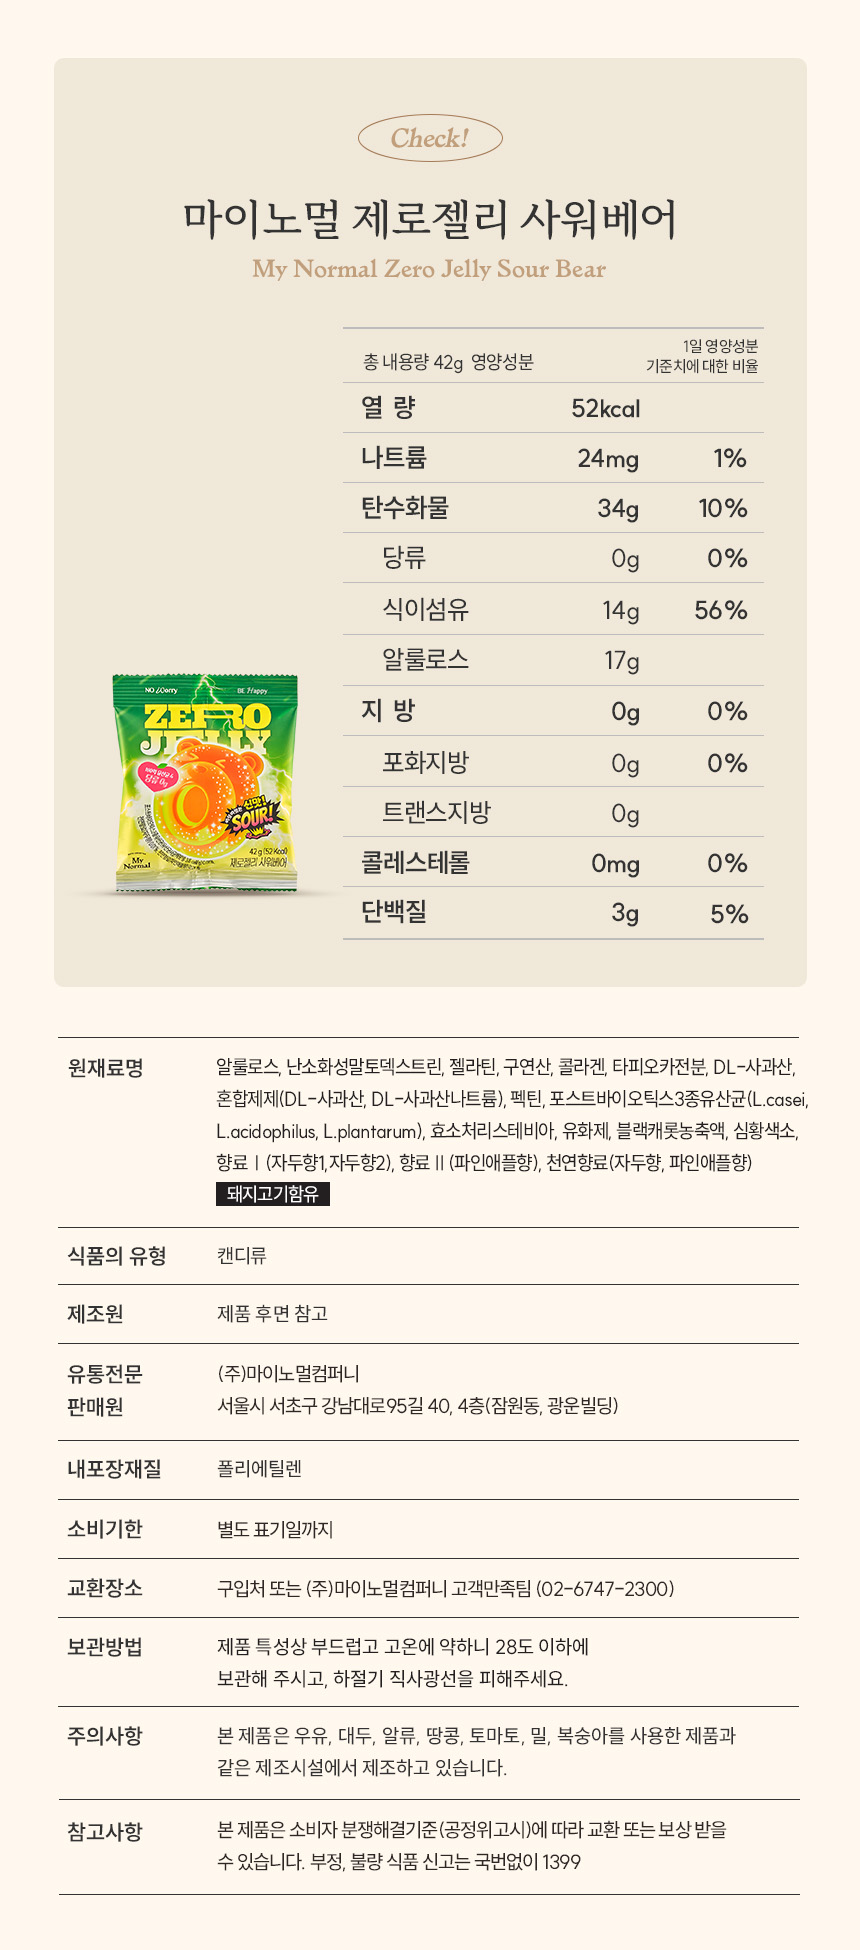 Check!
마이노멀 제로젤리 사워베어
My Normal Zero Jelly Sour Bear
총 내용량 42g 영양성분
1일 영양성분
기준치에 대한 비율
열 량 52kcal
나트륨 24mg 1%
탄수화물 34g 10%
당류 0g 0%
식이섬유 14g 56%
알룰로스 17g
지 방 0g 0%
포화지방 0g 0%
트랜스지방 0g
콜레스테롤 0mg 0%
단백질 3g 5%
NO Worry BE Happy
ZERO
JELLY
당류 0g
신맛!
SOUR!
42 g (52 Kcal)
제로젤리 사워베어
My
Normal
원재료명 알룰로스, 난소화성말토덱스트린, 젤라틴, 구연산, 콜라겐, 타피오카전분, DL-사과산,
혼합제제(DL-사과산, DL-사과산나트륨), 펙틴, 포스트바이오틱스3종유산균(L.casei,
L.acidophilus, L.plantarum), 효소처리스테비아, 유화제, 블랙캐롯농축액, 심황색소,
향료Ⅰ(자두향1,자두향2), 향료Ⅱ(파인애플향), 천연향료(자두향, 파인애플향)
돼지고기함유
식품의 유형 캔디류
제조원 제품 후면 참고
유통전문 (주)마이노멀컴퍼니
판매원 서울시 서초구 강남대로95길 40, 4층(잠원동, 광운빌딩)
내포장재질 폴리에틸렌
소비기한 별도 표기일까지
교환장소 구입처 또는 (주)마이노멀컴퍼니 고객만족팀 (02-6747-2300)
보관방법 제품 특성상 부드럽고 고온에 약하니 28도 이하에
보관해 주시고, 하절기 직사광선을 피해주세요.
주의사항 본 제품은 우유, 대두, 알류, 땅콩, 토마토, 밀, 복숭아를 사용한 제품과
같은 제조시설에서 제조하고 있습니다.
참고사항 본 제품은 소비자 분쟁해결기준(공정위고시)에 따라 교환 또는 보상 받을
수 있습니다. 부정, 불량 식품 신고는 국번없이 1399